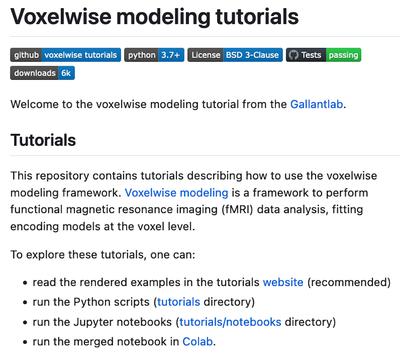 Voxelwise modeling tutorials
github voxelwise tutorials python 3.7+ License BSD 3-Clause Tests passing
downloads 6k
Welcome to the voxelwise modeling tutorial from the Gallantlab.
Tutorials
This repository contains tutorials describing how to use the voxelwise
modeling framework. Voxelwise modeling is a framework to perform
functional magnetic resonance imaging (fMRI) data analysis, fitting
encoding models at the voxel level.
To explore these tutorials, one can:
• read the rendered examples in the tutorials website (recommended)
• run the Python scripts (tutorials directory)
• run the Jupyter notebooks (tutorials/notebooks directory)
• run the merged notebook in Colab.